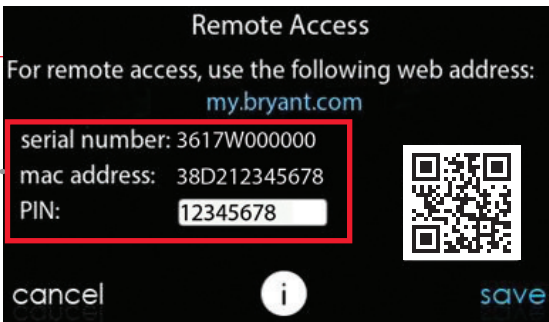 Remote Access
For remote access, use the following web address:
my.bryant.com
serial number: 3617W000000
mac address: 38D212345678
PIN: 12345678
cancel i save